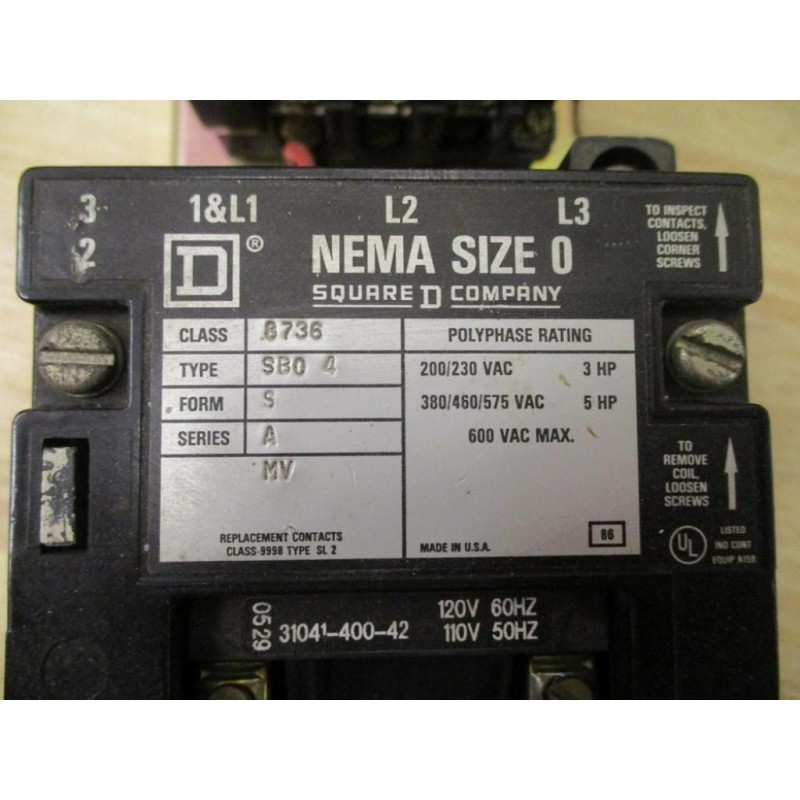 3 1&L1 L2 L3
2
D ®
NEMA SIZE 0
SQUARE D COMPANY
TO INSPECT
CONTACTS,
LOOSEN
CORNER
SCREWS
CLASS 8736
TYPE SBO 4
FORM S
SERIES A
MV
REPLACEMENT CONTACTS
CLASS 9998 TYPE SL 2
POLYPHASE RATING
200/230 VAC 3 HP
380/460/575 VAC 5 HP
600 VAC MAX.
MADE IN U.S.A.
86
TO
REMOVE
COIL,
LOOSEN
SCREWS
UL
LISTED
IND CONT
EQUIP A159
0529
31041-400-42
120V 60HZ
110V 50HZ